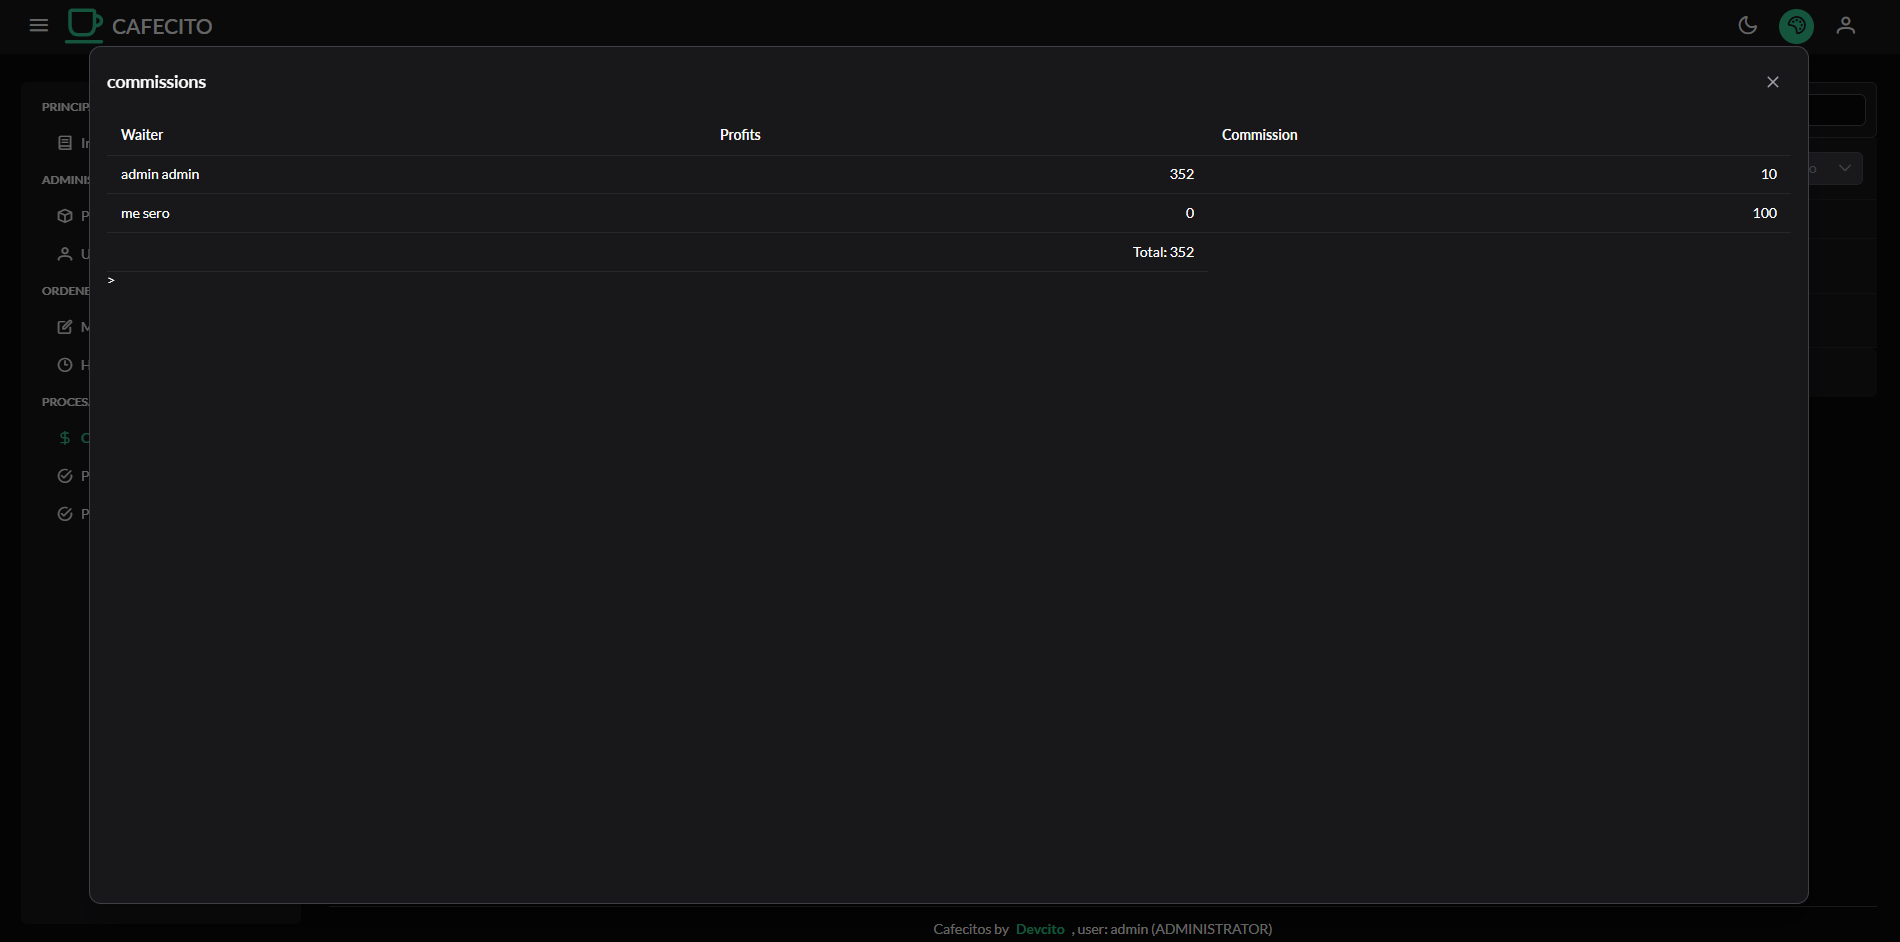 CAFECITO
commissions
Waiter Profits Commission
admin admin 352 10
me sero 0 100
Total: 352
>
PRINCIP
ADMINIS
P
U
ORDENE
M
H
PROCES
C
P
P
o
Cafecitos by Devcito , user: admin (ADMINISTRATOR)